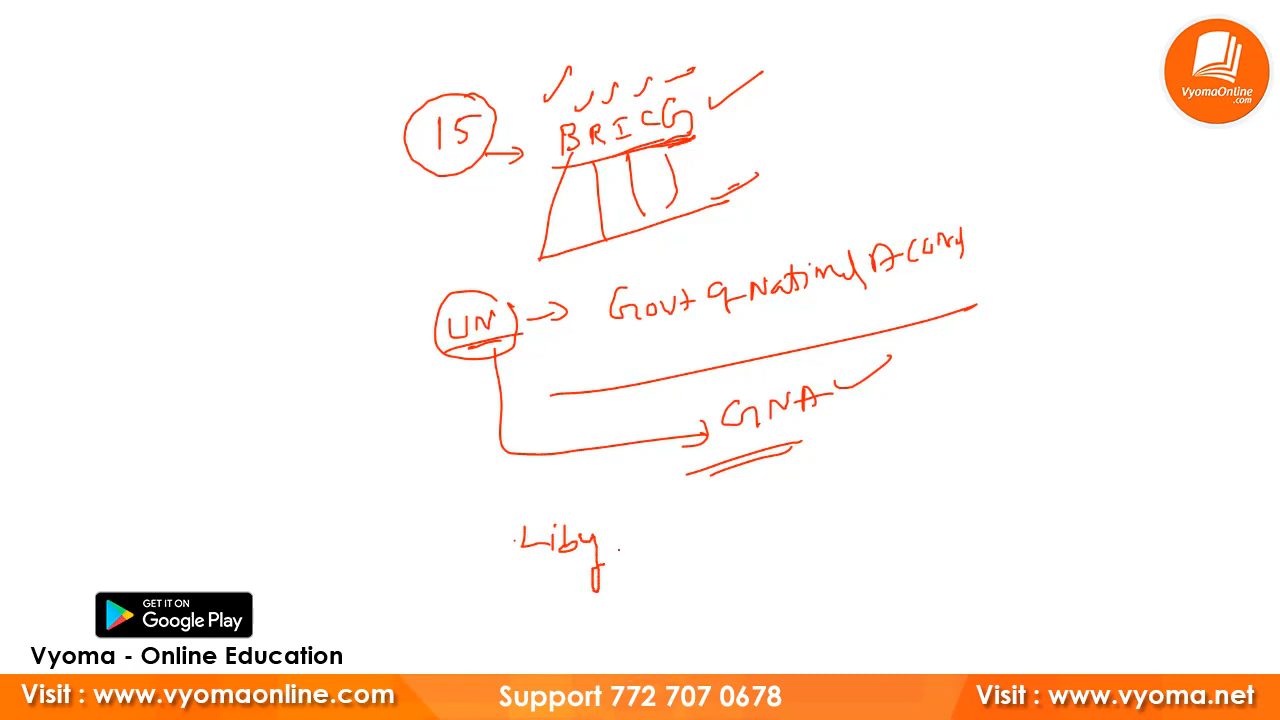 VyomaOnline
.com
15 → BRICG
UN → Govt of National Accord
GNA
Liby
GET IT ON
Google Play
Vyoma - Online Education
Visit : www.vyomaonline.com
Support 772 707 0678
Visit : www.vyoma.net